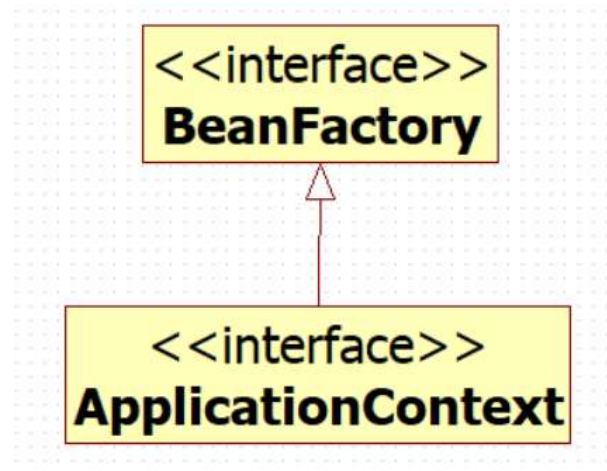 <<interface>>
BeanFactory
<<interface>>
ApplicationContext